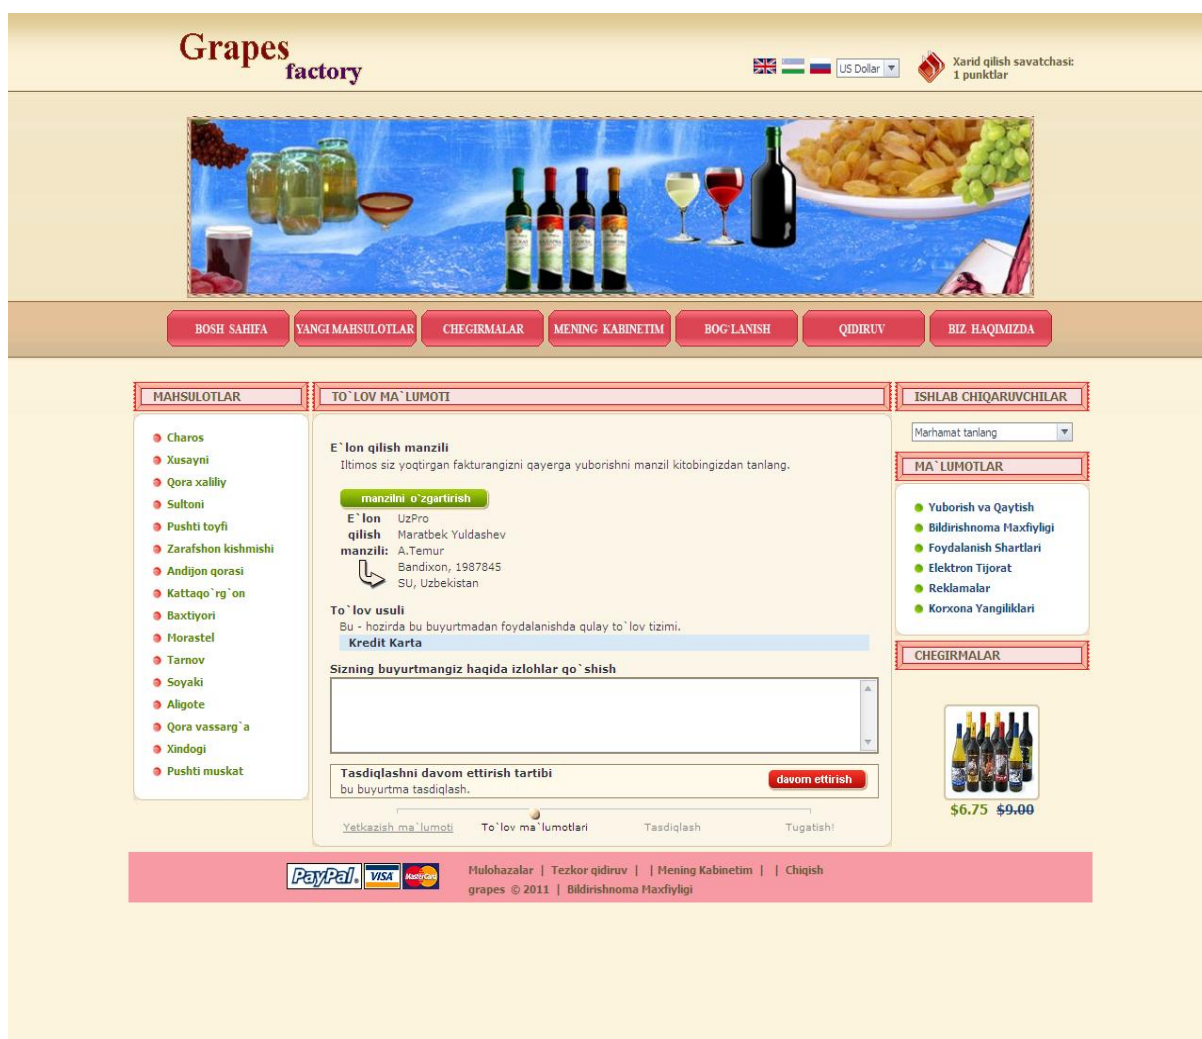 Grapes
factory
US Dollar
Xarid qilish savatchasi:
1 punktlar
BOSH SAHIFA
YANGI MAHSULOTLAR
CHEGIRMALAR
MENING KABINETIM
BOG`LANISH
QIDIRUV
BIZ HAQIMIZDA
MAHSULOTLAR
Charos
Xusayni
Qora xaliliy
Sultoni
Pushti toyfi
Zarafshon kishmishi
Andijon qorasi
Kattaqo`rg`on
Baxtiyori
Morastel
Tarnov
Soyaki
Aligote
Qora vassarg`a
Xindogi
Pushti muskat
TO`LOV MA`LUMOTI
E`lon qilish manzili
Iltimos siz yoqtirgan fakturangizni qayerga yuborishni manzil kitobingizdan tanlang.
manzilni o`zgartirish
E`lon qilish manzili:
UzPro
Maratbek Yuldashev
A.Temur
Bandixon, 1987845
SU, Uzbekistan
To`lov usuli
Bu - hozirda bu buyurtmadan foydalanishda qulay to`lov tizimi.
Kredit Karta
Sizning buyurtmangiz haqida izlohlar qo`shish
Tasdiqlashni davom ettirish tartibi
bu buyurtma tasdiqlash.
davom ettirish
Yetkazish ma`lumoti
To`lov ma`lumotlari
Tasdiqlash
Tugatish!
ISHLAB CHIQARUVCHILAR
Marhamat tanlang
MA`LUMOTLAR
Yuborish va Qaytish
Bildirishnoma Maxfiyligi
Foydalanish Shartlari
Elektron Tijorat
Reklamalar
Korxona Yangiliklari
CHEGIRMALAR
$6.75 $9.00
PayPal VISA MasterCard
Mulohazalar | Tezkor qidiruv | | Mening Kabinetim | | Chiqish
grapes © 2011 | Bildirishnoma Maxfiyligi